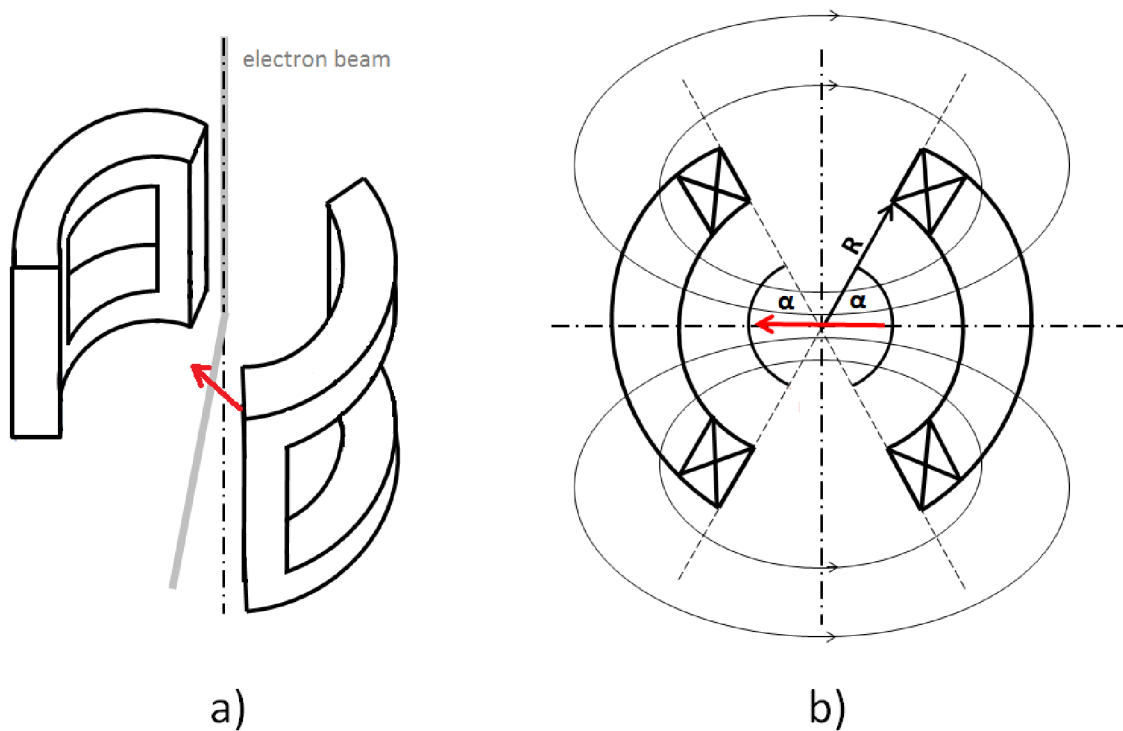 electron beam
R
α
α
a)
b)